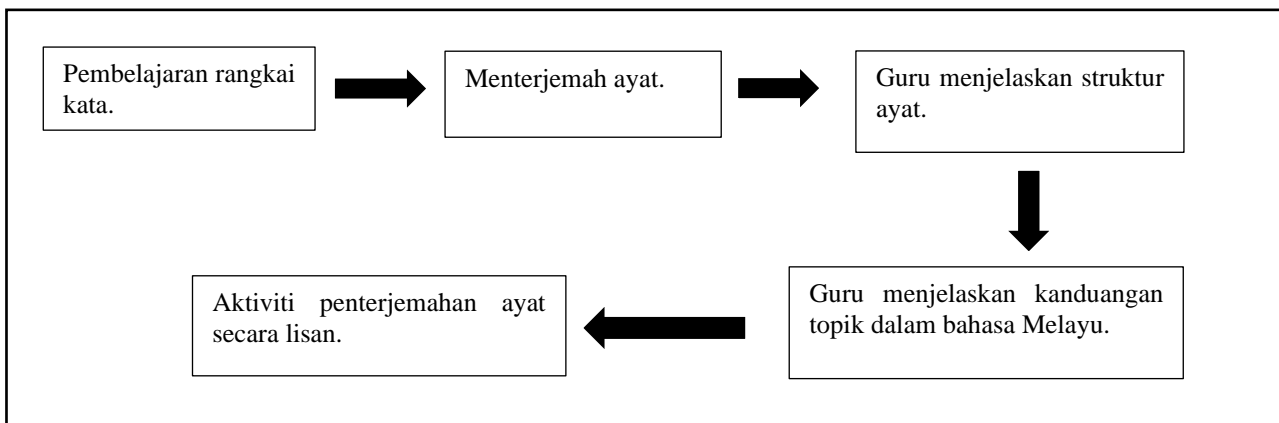 Pembelajaran rangkai
kata.
Menterjemah ayat.
Guru menjelaskan struktur
ayat.
Guru menjelaskan kanduangan
topik dalam bahasa Melayu.
Aktiviti penterjemahan ayat
secara lisan.